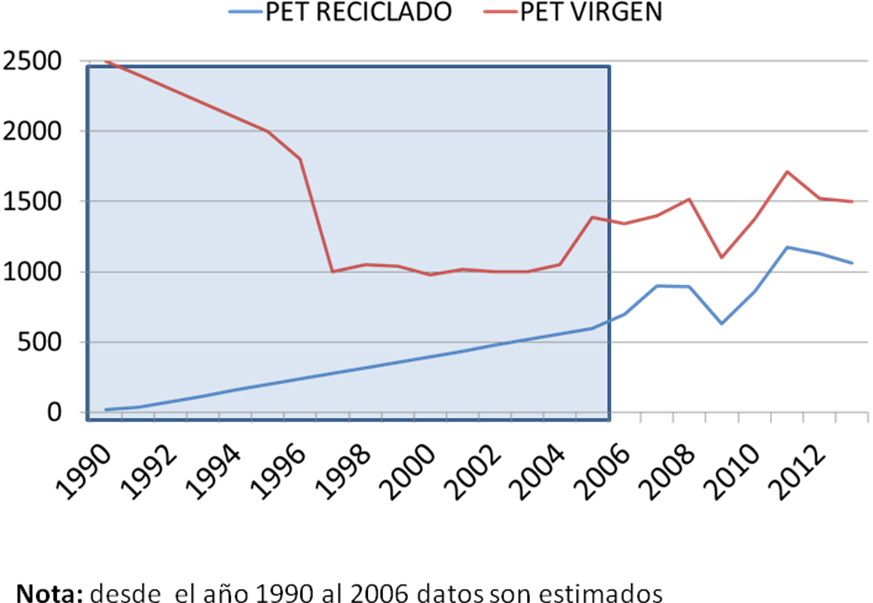 PET RECICLADO PET VIRGEN
2500
2000
1500
1000
500
0
1990 1992 1994 1996 1998 2000 2002 2004 2006 2008 2010 2012
Nota: desde el año 1990 al 2006 datos son estimados